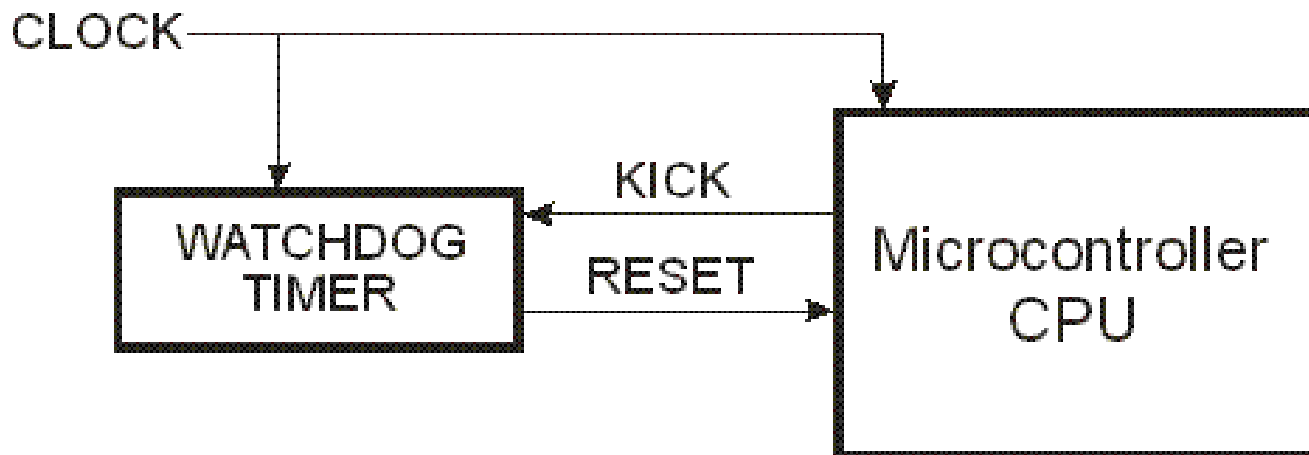 CLOCK
KICK
WATCHDOG
TIMER
RESET
Microcontroller
CPU